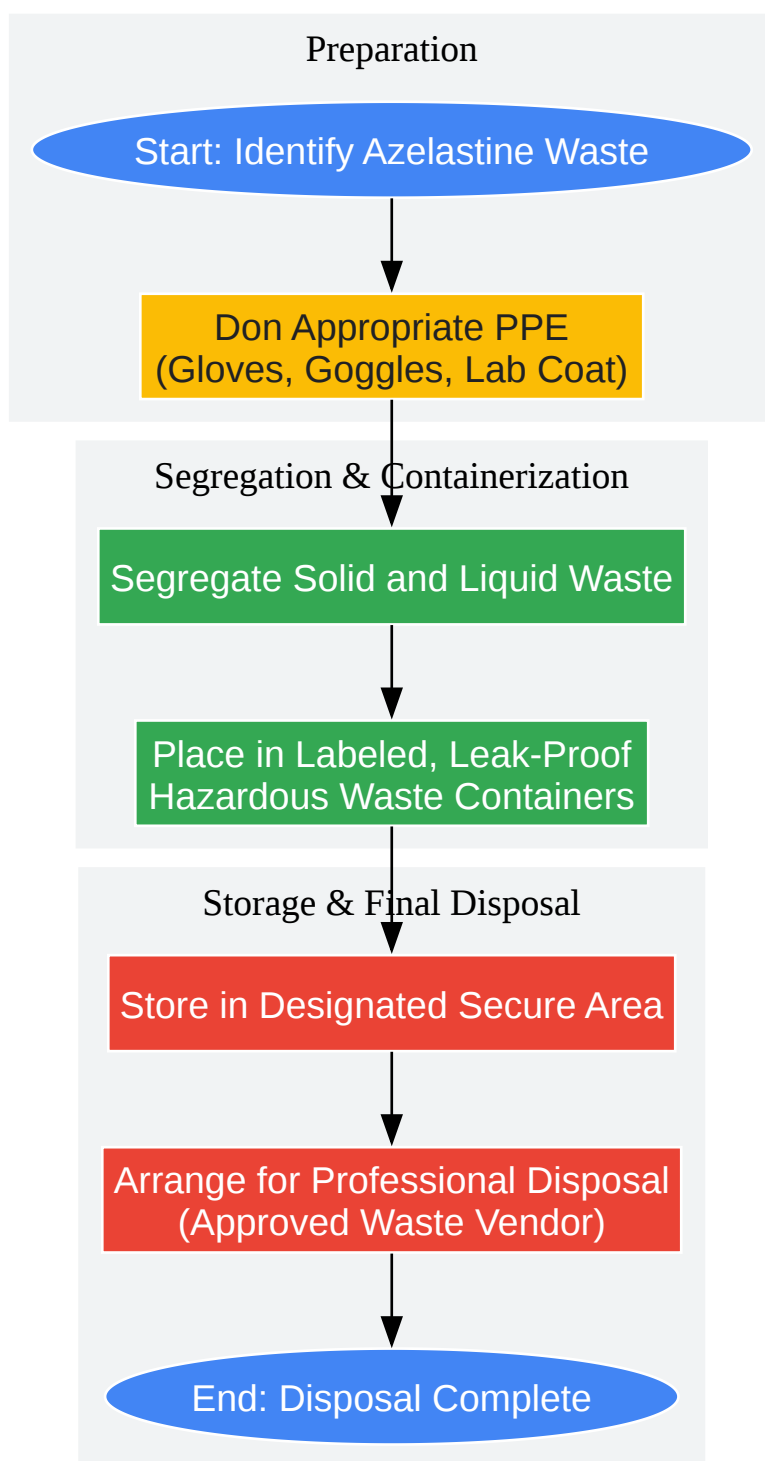 Preparation
Start: Identify Azelastine Waste
Don Appropriate PPE
(Gloves, Goggles, Lab Coat)
Segregation & Containerization
Segregate Solid and Liquid Waste
Place in Labeled, Leak-Proof
Hazardous Waste Containers
Storage & Final Disposal
Store in Designated Secure Area
Arrange for Professional Disposal
(Approved Waste Vendor)
End: Disposal Complete